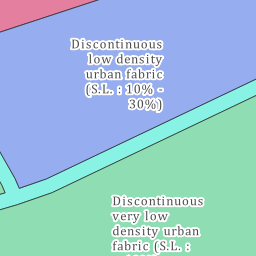 Discontinuous
low density
urban fabric
(S.L. : 10% -
30%)
Discontinuous
very low
density urban
fabric (S.L. :